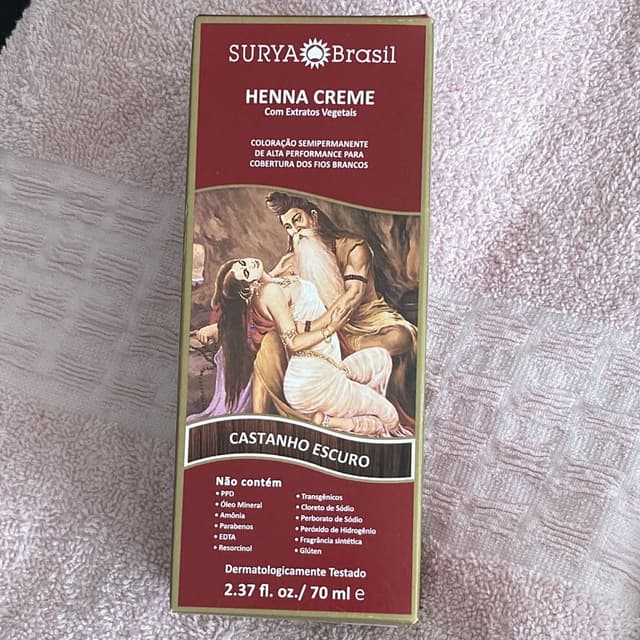 SURYA Brasil
HENNA CREME
Com Extratos Vegetais
COLORAÇÃO SEMIPERMANENTE
DE ALTA PERFORMANCE PARA
COBERTURA DOS FIOS BRANCOS
CASTANHO ESCURO
Não contém
• PPD
• Óleo Mineral
• Amônia
• Parabenos
• EDTA
• Resorcinol
• Transgênicos
• Cloreto de Sódio
• Perborato de Sódio
• Peróxido de Hidrogênio
• Fragrância sintética
• Glúten
Dermatologicamente Testado
2.37 fl. oz./ 70 ml e